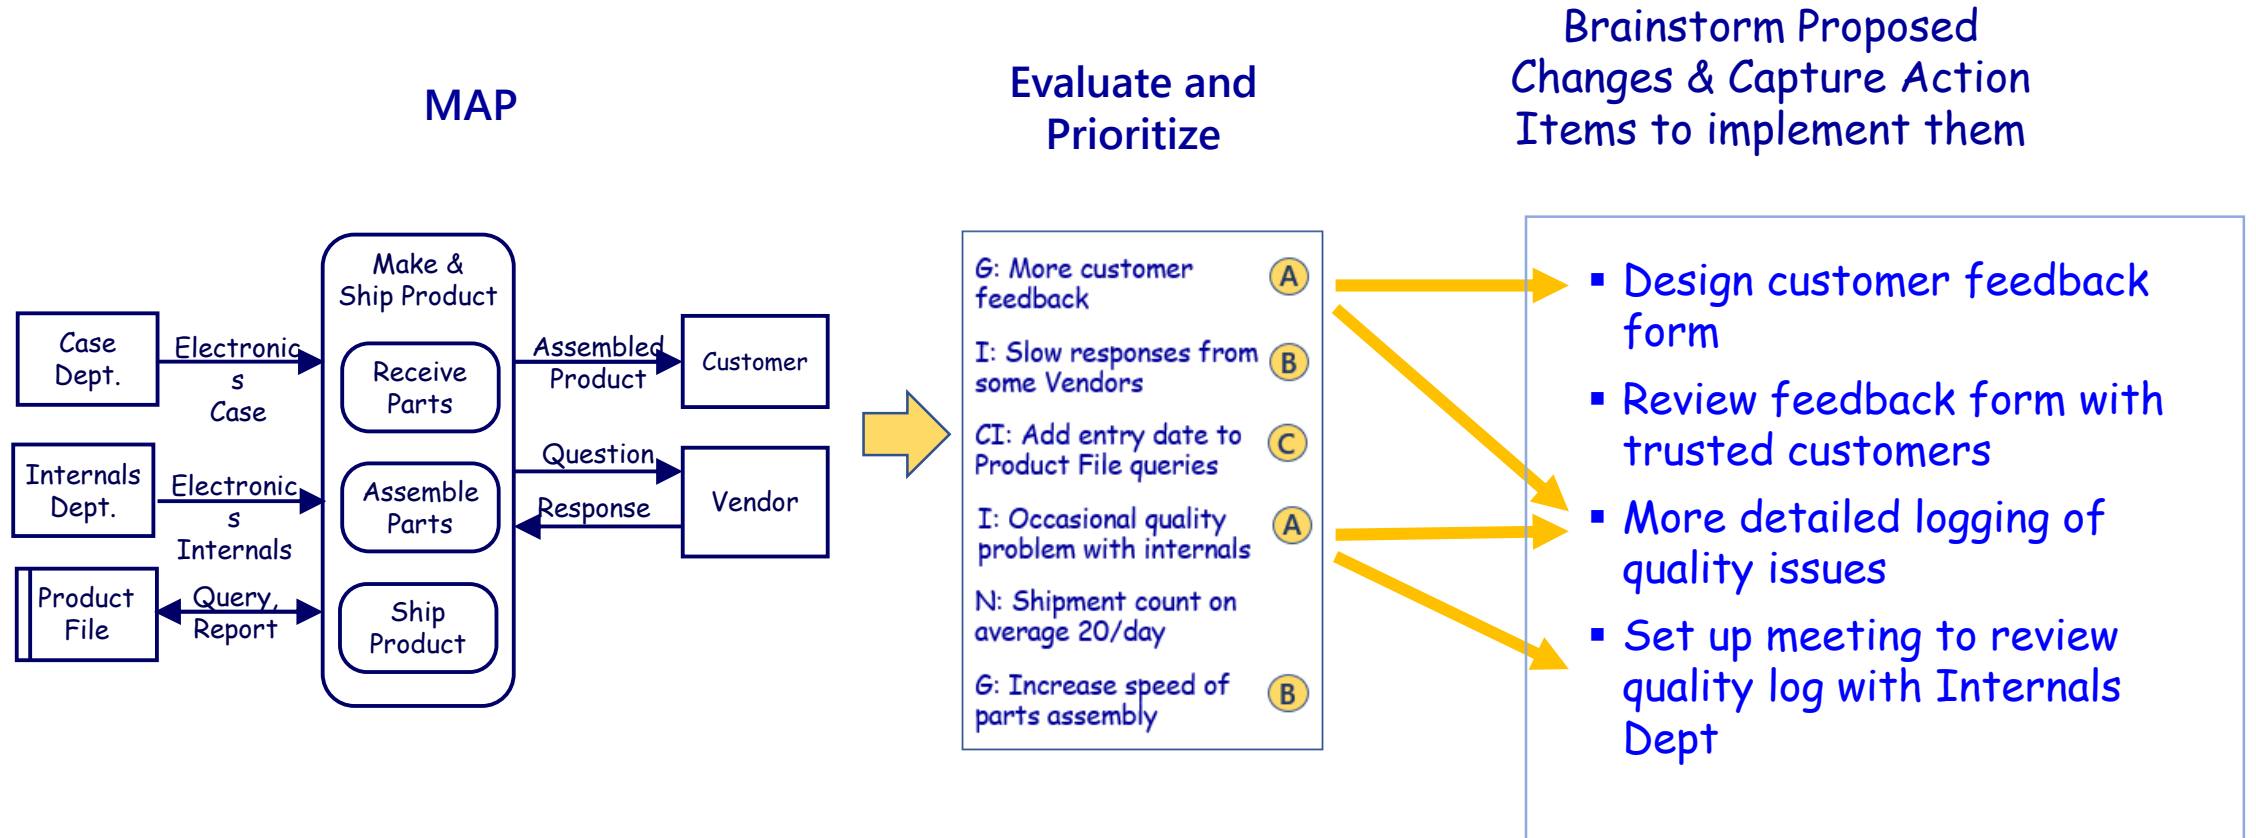 MAP
Evaluate and
Prioritize
Brainstorm Proposed
Changes & Capture Action
Items to implement them
Case
Dept.
Electronic
s
Case
Internals
Dept.
Electronic
s
Internals
Product
File
Query,
Report
Make &
Ship Product
Receive
Parts
Assemble
Parts
Ship
Product
Assembled
Product
Customer
Question
Response
Vendor
G: More customer
feedback
A
I: Slow responses from
some Vendors
B
CI: Add entry date to
Product File queries
C
I: Occasional quality
problem with internals
A
N: Shipment count on
average 20/day
G: Increase speed of
parts assembly
B
▪ Design customer feedback
form
▪ Review feedback form with
trusted customers
▪ More detailed logging of
quality issues
▪ Set up meeting to review
quality log with Internals
Dept